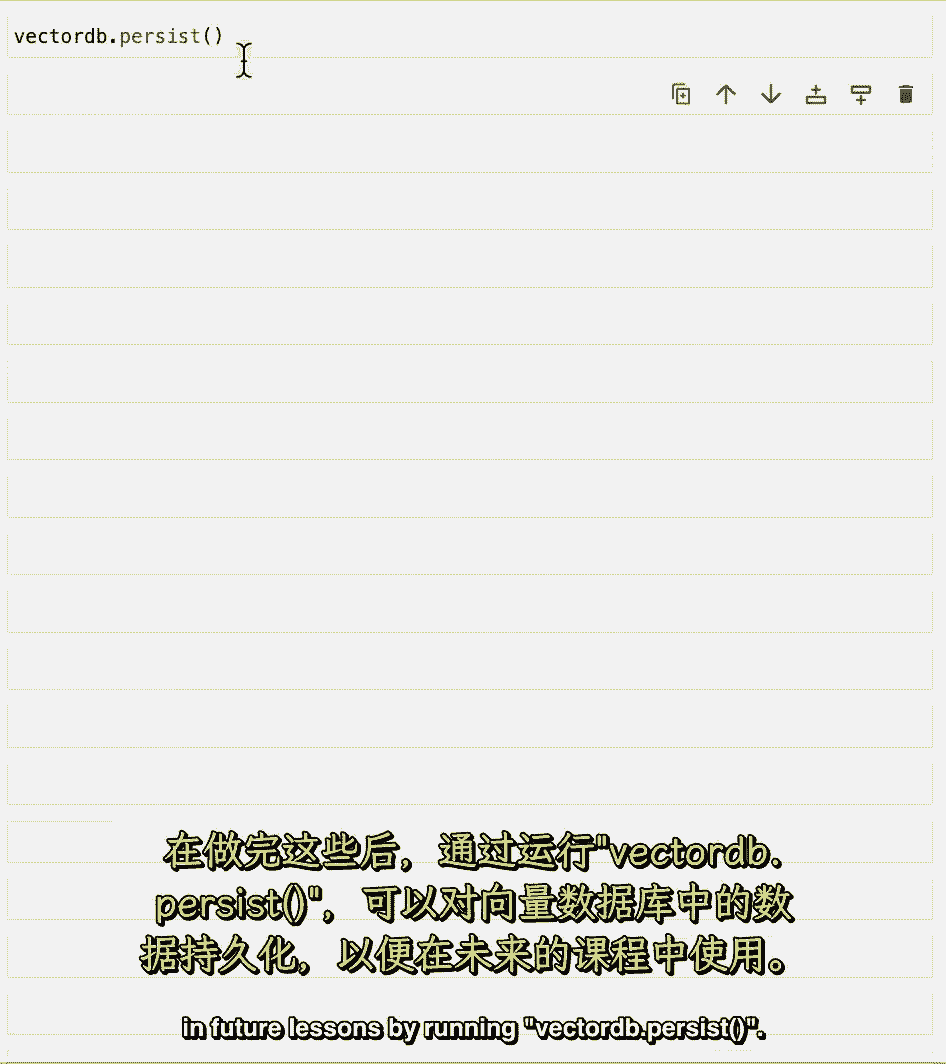 vectordb.persist()
在做完这些后，通过运行"vectordb.
persist()"，可以对向量数据库中的数
据持久化，以便在未来的课程中使用。
in future lessons by running "vectordb.persist()".